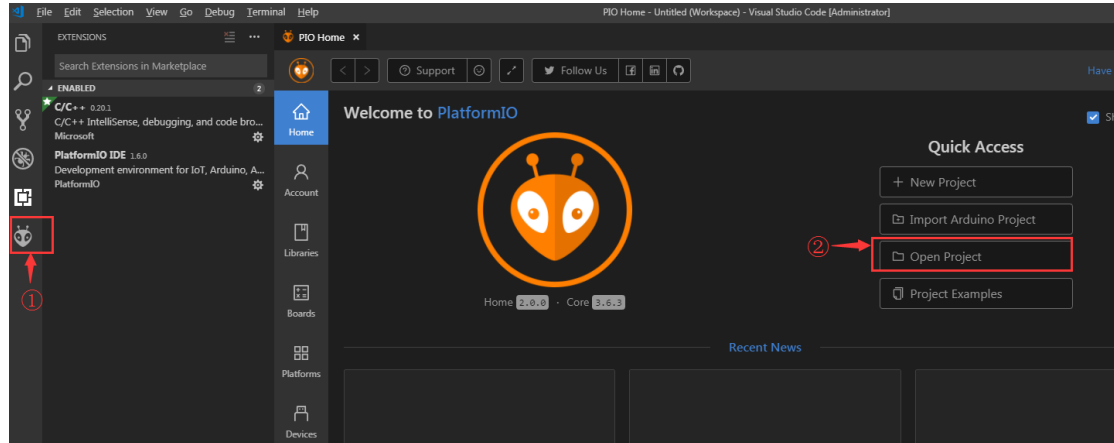 File Edit Selection View Go Debug Terminal Help
PIO Home - Untitled (Workspace) - Visual Studio Code [Administrator]
EXTENSIONS
Search Extensions in Marketplace
ENABLED 2
C/C++ 0.20.1
C/C++ IntelliSense, debugging, and code bro...
Microsoft
PlatformIO IDE 1.6.0
Development environment for IoT, Arduino, A...
PlatformIO
①
PIO Home ×
< > Support Follow Us
Have
Home
Account
Libraries
Boards
Platforms
Devices
Welcome to PlatformIO
Home 2.0.0 · Core 3.6.3
Quick Access
+ New Project
Import Arduino Project
② Open Project
Project Examples
Recent News